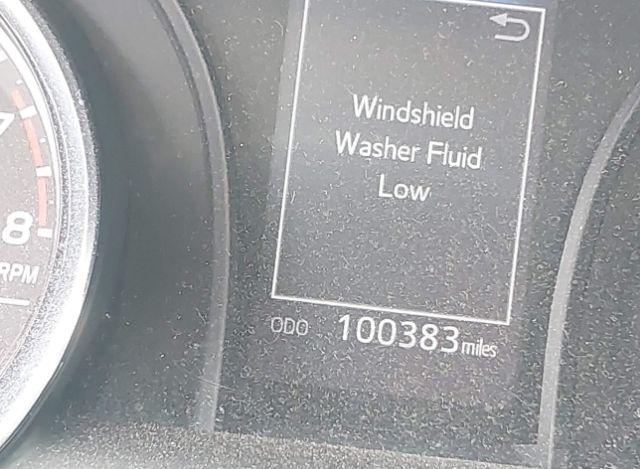 Windshield
Washer Fluid
Low
ODO 100383 miles
7
8
RPM